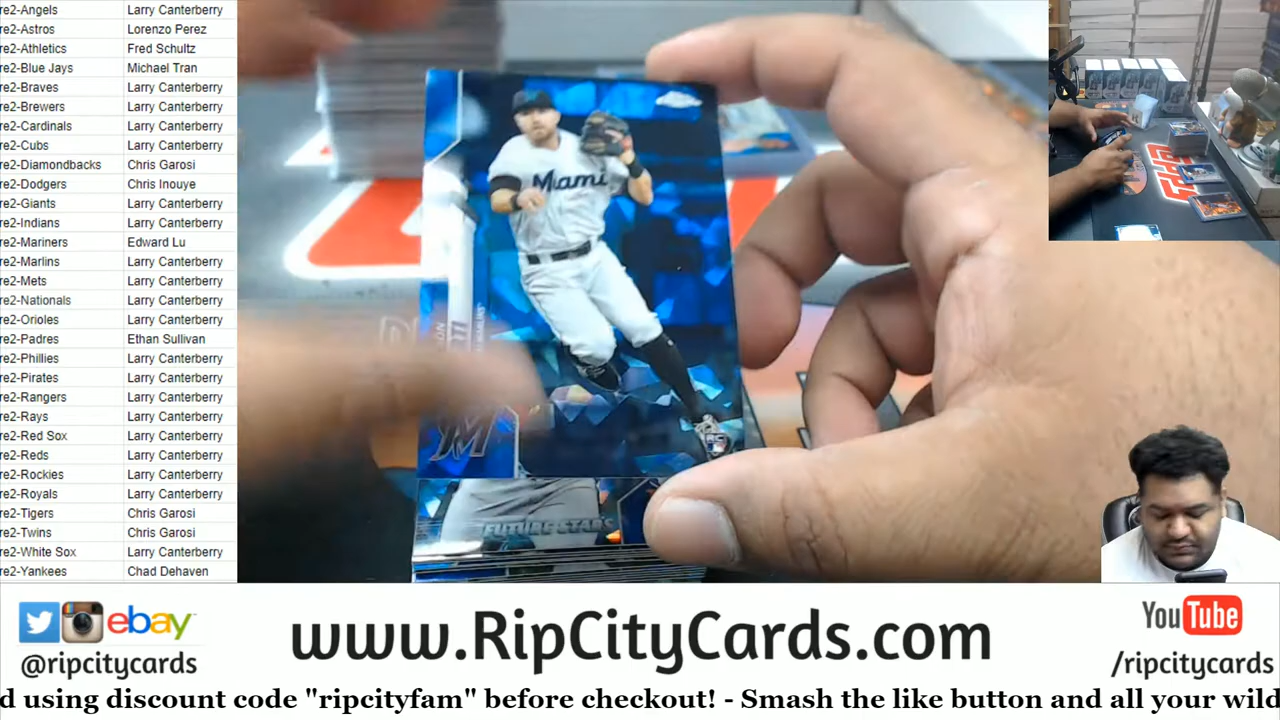 re2-Angels Larry Canterberry
re2-Astros Lorenzo Perez
re2-Athletics Fred Schultz
re2-Blue Jays Michael Tran
re2-Braves Larry Canterberry
re2-Brewers Larry Canterberry
re2-Cardinals Larry Canterberry
re2-Cubs Larry Canterberry
re2-Diamondbacks Chris Garosi
re2-Dodgers Chris Inouye
re2-Giants Larry Canterberry
re2-Indians Larry Canterberry
re2-Mariners Edward Lu
re2-Marlins Larry Canterberry
re2-Mets Larry Canterberry
re2-Nationals Larry Canterberry
re2-Orioles Larry Canterberry
re2-Padres Ethan Sullivan
re2-Phillies Larry Canterberry
re2-Pirates Larry Canterberry
re2-Rangers Larry Canterberry
re2-Rays Larry Canterberry
re2-Red Sox Larry Canterberry
re2-Reds Larry Canterberry
re2-Rockies Larry Canterberry
re2-Royals Larry Canterberry
re2-Tigers Chris Garosi
re2-Twins Chris Garosi
re2-White Sox Larry Canterberry
re2-Yankees Chad Dehaven
Miami
M
RC
FUTURE STARS
ebay
@ripcitycards
www.RipCityCards.com
YouTube
/ripcitycards
d using discount code "ripcityfam" before checkout! - Smash the like button and all your wild